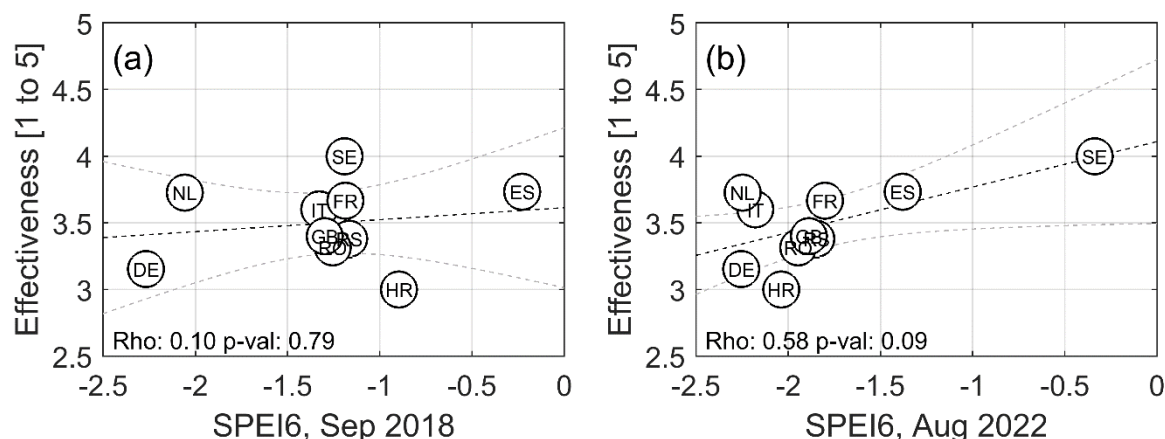 (a)
Effectiveness [1 to 5]
5
4.5
4
3.5
3
2.5
SE
NL
ES
FR
IT
GB
RS
RO
DE
HR
Rho: 0.10 p-val: 0.79
-2.5 -2 -1.5 -1 -0.5 0
SPEI6, Sep 2018
(b)
Effectiveness [1 to 5]
5
4.5
4
3.5
3
2.5
SE
NL
ES
FR
IT
GB
RS
RO
DE
HR
Rho: 0.58 p-val: 0.09
-2.5 -2 -1.5 -1 -0.5 0
SPEI6, Aug 2022